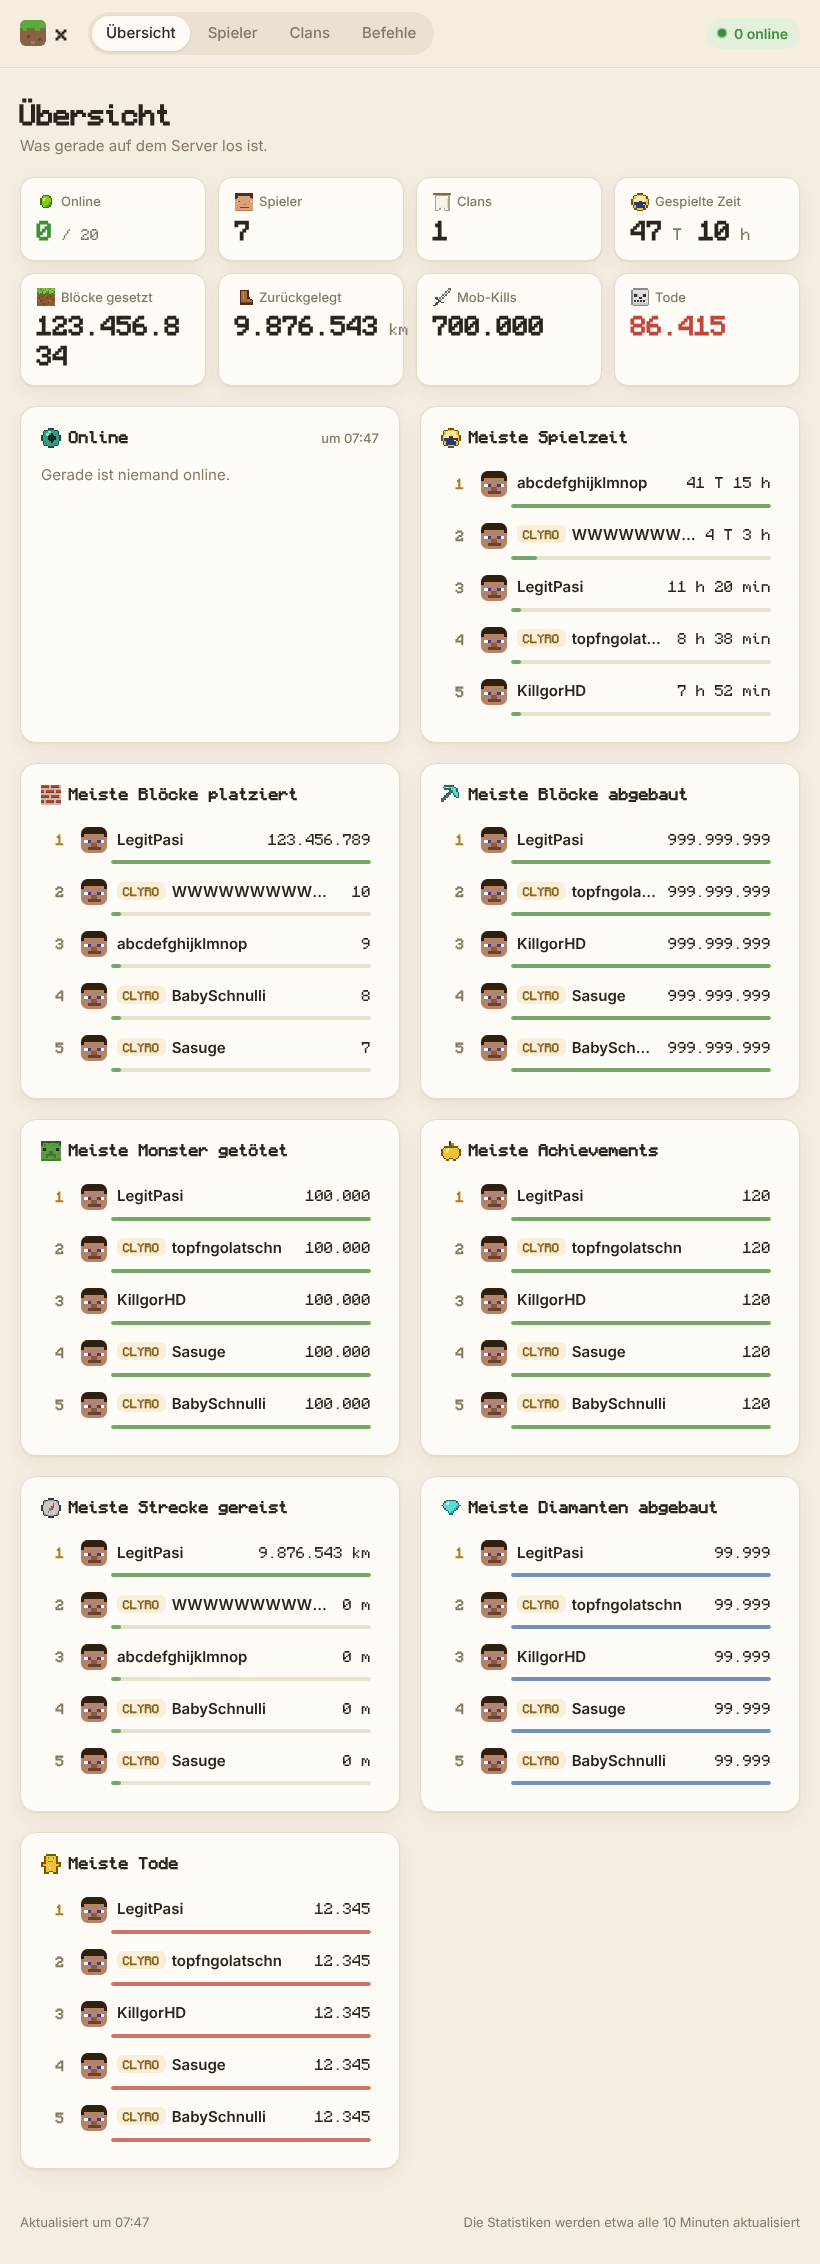 x Übersicht Spieler Clans Befehle 0 online
Übersicht
Was gerade auf dem Server los ist.
Online
0 / 20
Spieler
7
Clans
1
Gespielte Zeit
47 T 10 h
Blöcke gesetzt
123.456.8
34
Zurückgelegt
9.876.543 km
Mob-Kills
700.000
Tode
86.415
Online um 07:47
Gerade ist niemand online.
Meiste Spielzeit
1 abcdefghijklmnop 41 T 15 h
2 CLYRO WWWWWWW... 4 T 3 h
3 LegitPasi 11 h 20 min
4 CLYRO topfngolat... 8 h 38 min
5 KillgorHD 7 h 52 min
Meiste Blöcke platziert
1 LegitPasi 123.456.789
2 CLYRO WWWWWWWWWW... 10
3 abcdefghijklmnop 9
4 CLYRO BabySchnulli 8
5 CLYRO Sasuge 7
Meiste Blöcke abgebaut
1 LegitPasi 999.999.999
2 CLYRO topfngola... 999.999.999
3 KillgorHD 999.999.999
4 CLYRO Sasuge 999.999.999
5 CLYRO BabySch... 999.999.999
Meiste Monster getötet
1 LegitPasi 100.000
2 CLYRO topfngolatschn 100.000
3 KillgorHD 100.000
4 CLYRO Sasuge 100.000
5 CLYRO BabySchnulli 100.000
Meiste Achievements
1 LegitPasi 120
2 CLYRO topfngolatschn 120
3 KillgorHD 120
4 CLYRO Sasuge 120
5 CLYRO BabySchnulli 120
Meiste Strecke gereist
1 LegitPasi 9.876.543 km
2 CLYRO WWWWWWWWWW... 0 m
3 abcdefghijklmnop 0 m
4 CLYRO BabySchnulli 0 m
5 CLYRO Sasuge 0 m
Meiste Diamanten abgebaut
1 LegitPasi 99.999
2 CLYRO topfngolatschn 99.999
3 KillgorHD 99.999
4 CLYRO Sasuge 99.999
5 CLYRO BabySchnulli 99.999
Meiste Tode
1 LegitPasi 12.345
2 CLYRO topfngolatschn 12.345
3 KillgorHD 12.345
4 CLYRO Sasuge 12.345
5 CLYRO BabySchnulli 12.345
Aktualisiert um 07:47
Die Statistiken werden etwa alle 10 Minuten aktualisiert